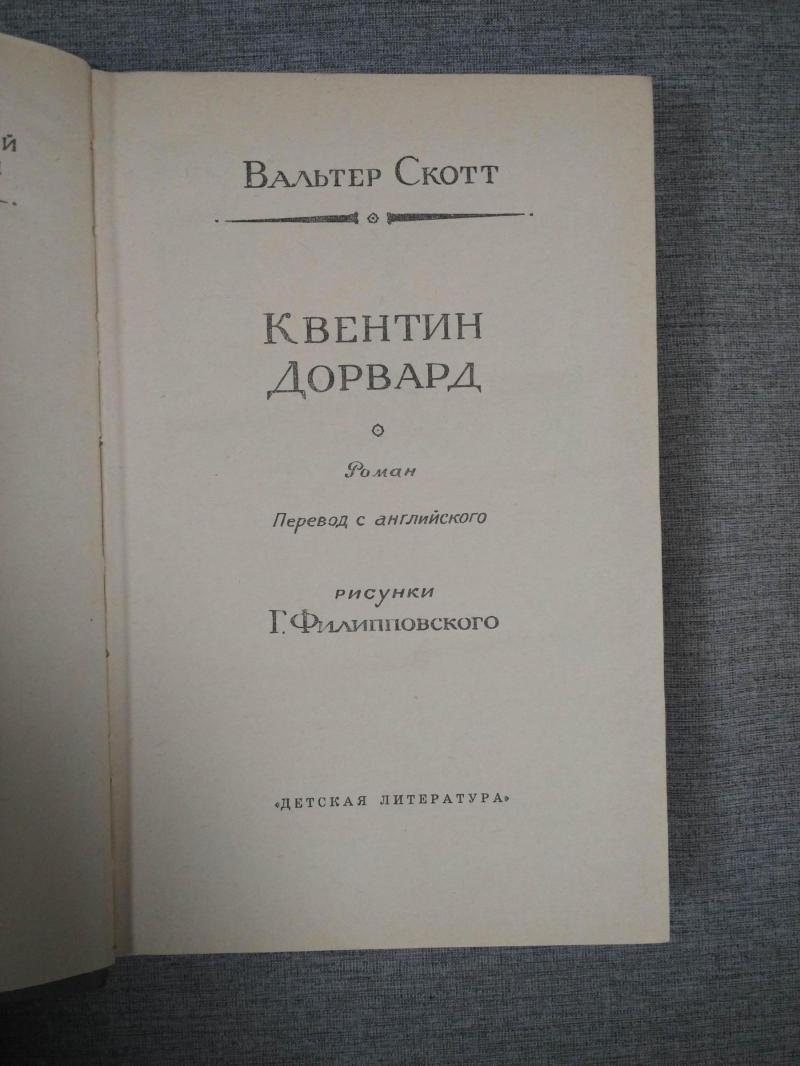 Вальтер Скотт
Квентин
Дорвард
Роман
Перевод с английского
рисунки
Г. Филипповского
«ДЕТСКАЯ ЛИТЕРАТУРА»